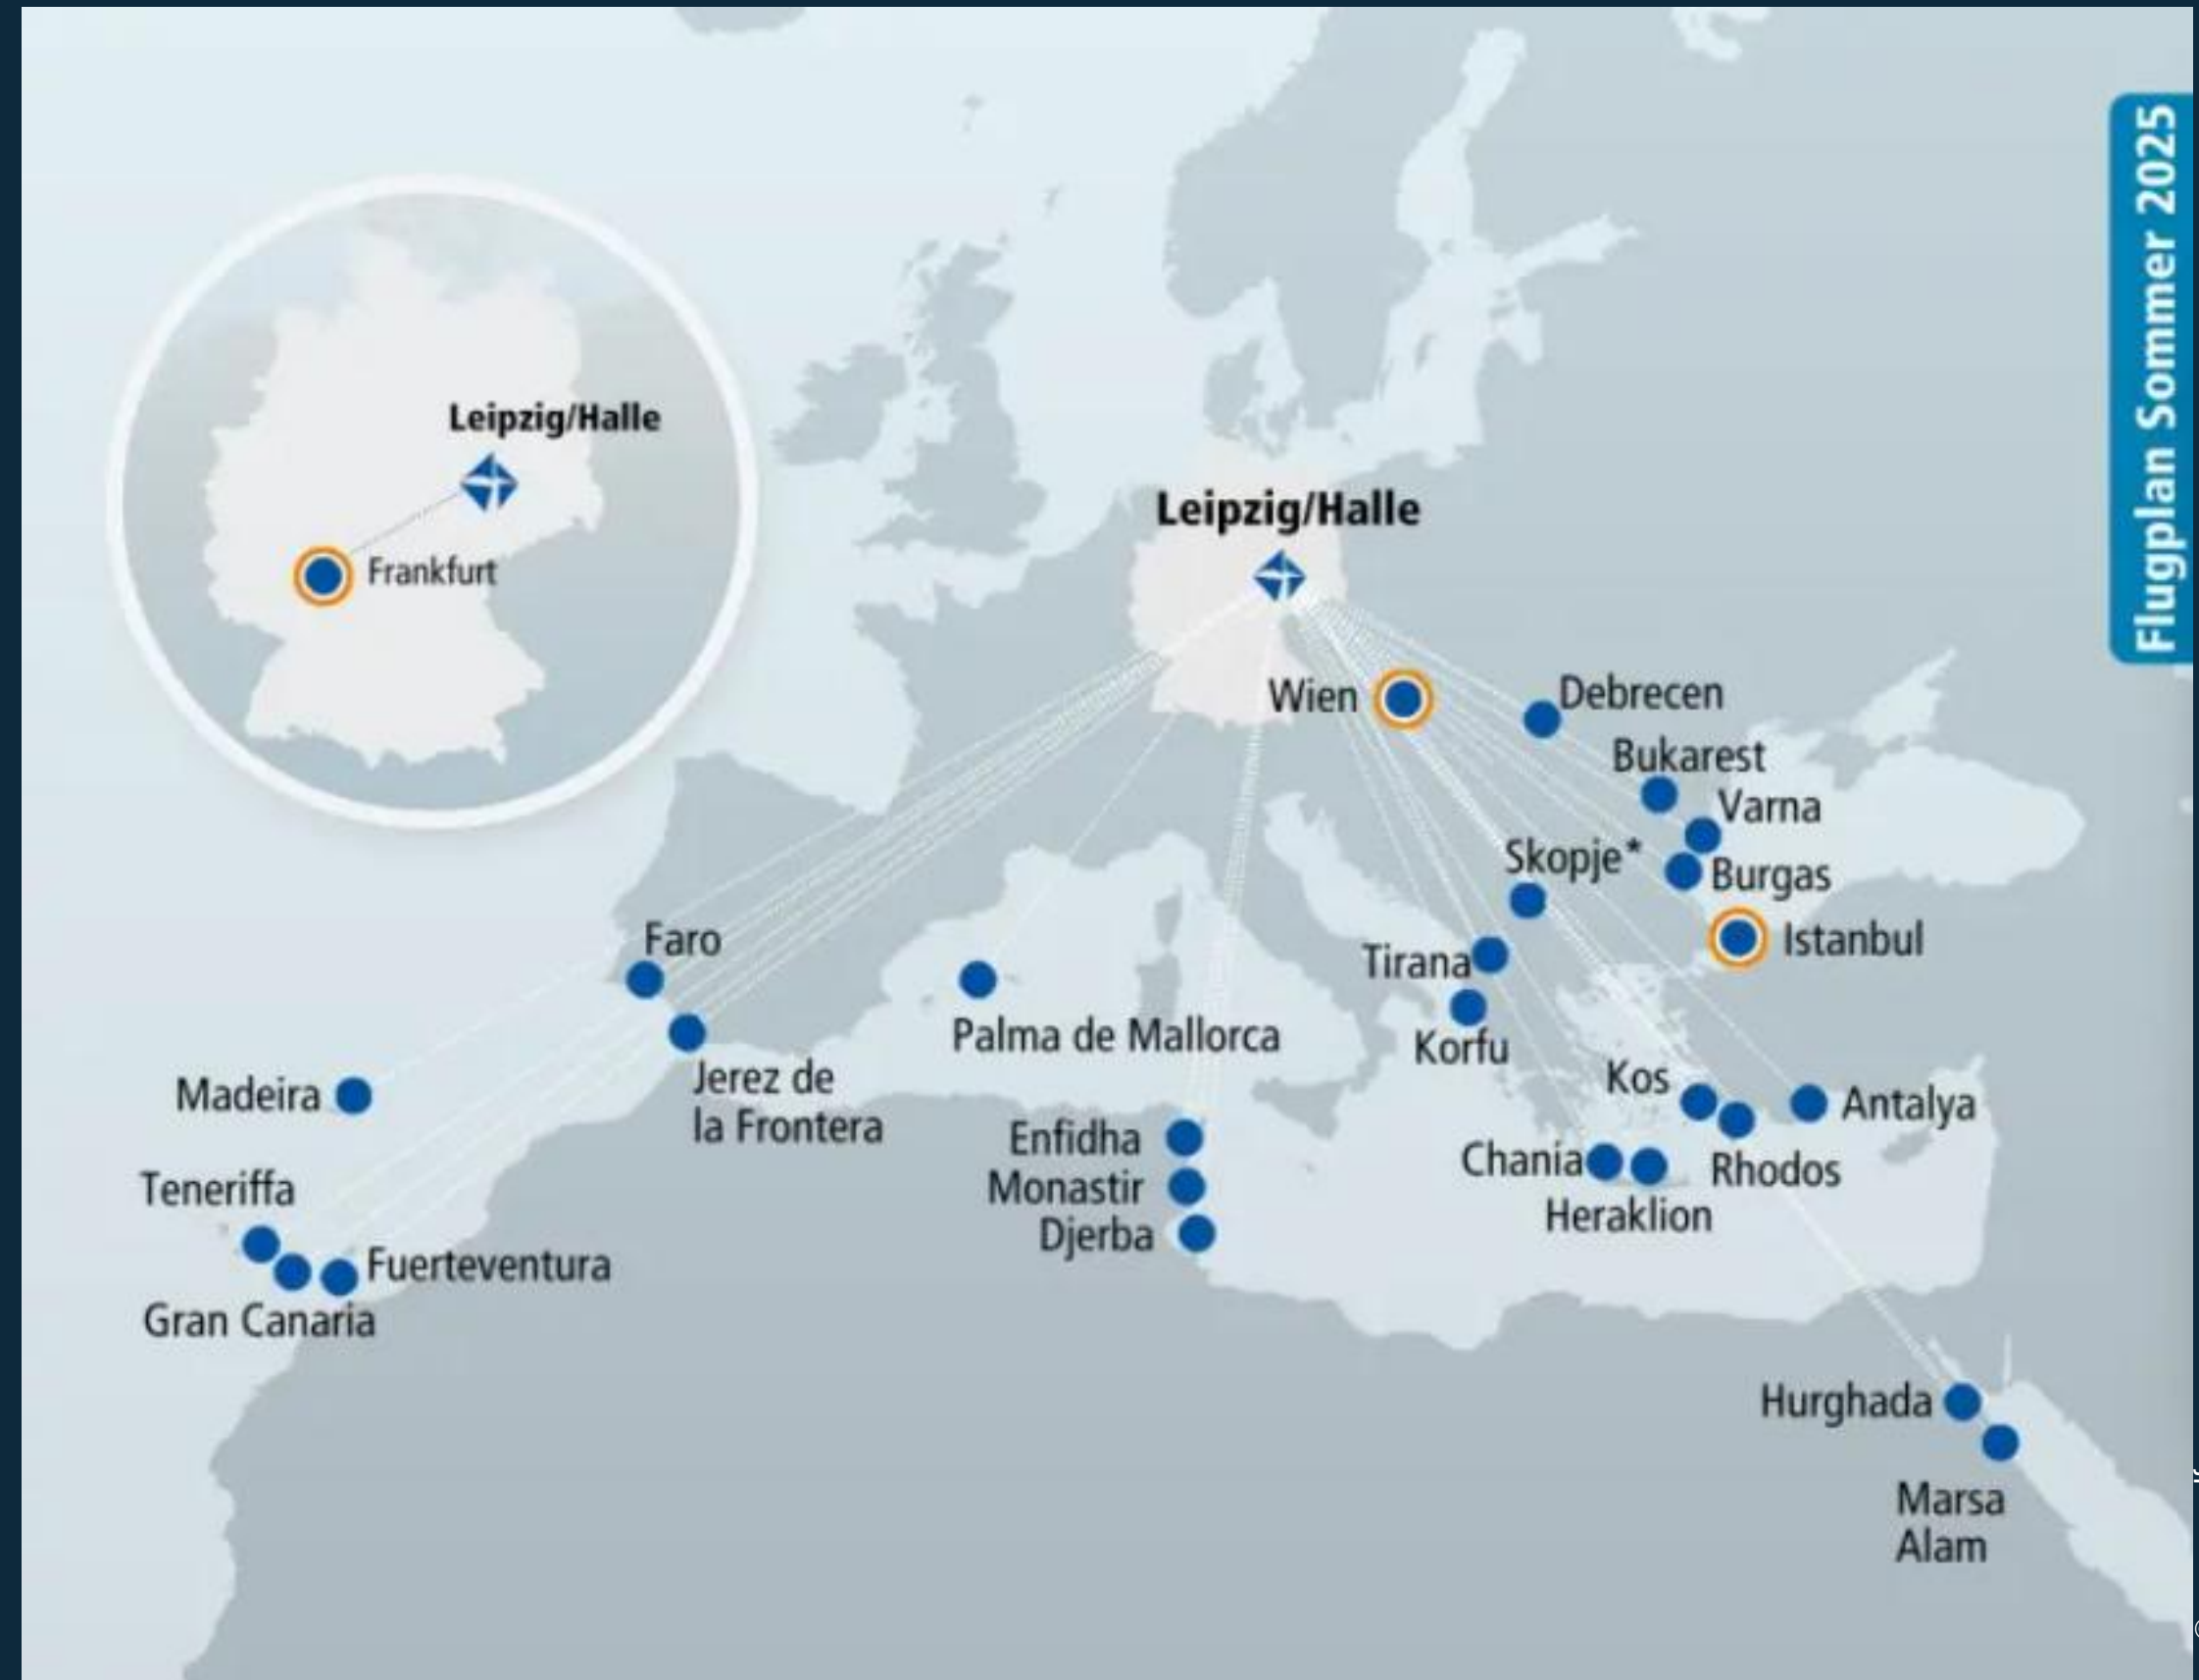 Flugplan Sommer 2025
Leipzig/Halle
Frankfurt
Leipzig/Halle
Wien
Debrecen
Bukarest
Varna
Skopje*
Burgas
Istanbul
Faro
Tirana
Palma de Mallorca
Korfu
Jerez de
la Frontera
Madeira
Kos
Antalya
Enfidha
Chania
Rhodos
Monastir
Teneriffa
Heraklion
Djerba
Fuerteventura
Gran Canaria
Hurghada
Marsa
Alam